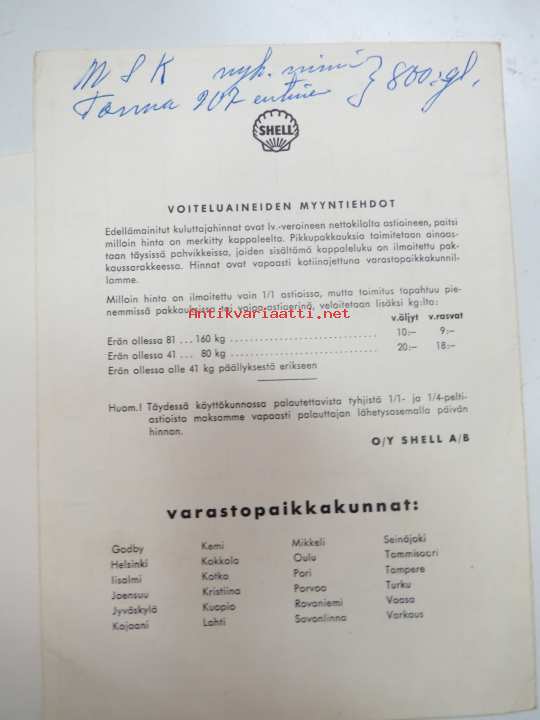 M S K nyk. nimi
Tonna 907 entinen } 800:- gl.
SHELL
VOITELUAINEIDEN MYYNTIEHDOT
Edellämainitut kuluttajahinnat ovat lv.-veroineen nettokilolta astioineen, paitsi
milloin hinta on merkitty kappaleelta. Pikkupakkauksia toimitetaan ainoas-
taan täysissä pahvikkeissa, joiden sisältämä kappaleluku on ilmoitettu pak-
kaussarakkeessa. Hinnat ovat vapaasti kotiinajettuna varastopaikkakunnil-
lamme.
Milloin hinta on ilmoitettu vain 1/1 astioissa, mutta toimitus tapahtuu pie-
nemmissä pakkauksissa tai vajaa-astioerinä, veloitetaan lisäksi kg:lta:
Antikvariaatti.net
v.öljyt v.rasvat
Erän ollessa 81 ... 160 kg 10:– 9:–
Erän ollessa 41 ... 80 kg 20:– 18:–
Erän ollessa alle 41 kg päällyksestä erikseen
Huom.! Täydessä käyttökunnossa palautettavista tyhjistä 1/1- ja 1/4-pelti-
astioista maksamme vapaasti palauttajan lähetysasemalla päivän
hinnan.
O/Y SHELL A/B
varastopaikkakunnat:
Godby Kemi Mikkeli Seinäjoki
Helsinki Kokkola Oulu Tammisaari
Iisalmi Kotka Pori Tampere
Joensuu Kristiina Porvoo Turku
Jyväskylä Kuopio Rovaniemi Vaasa
Kajaani Lahti Savonlinna Varkaus